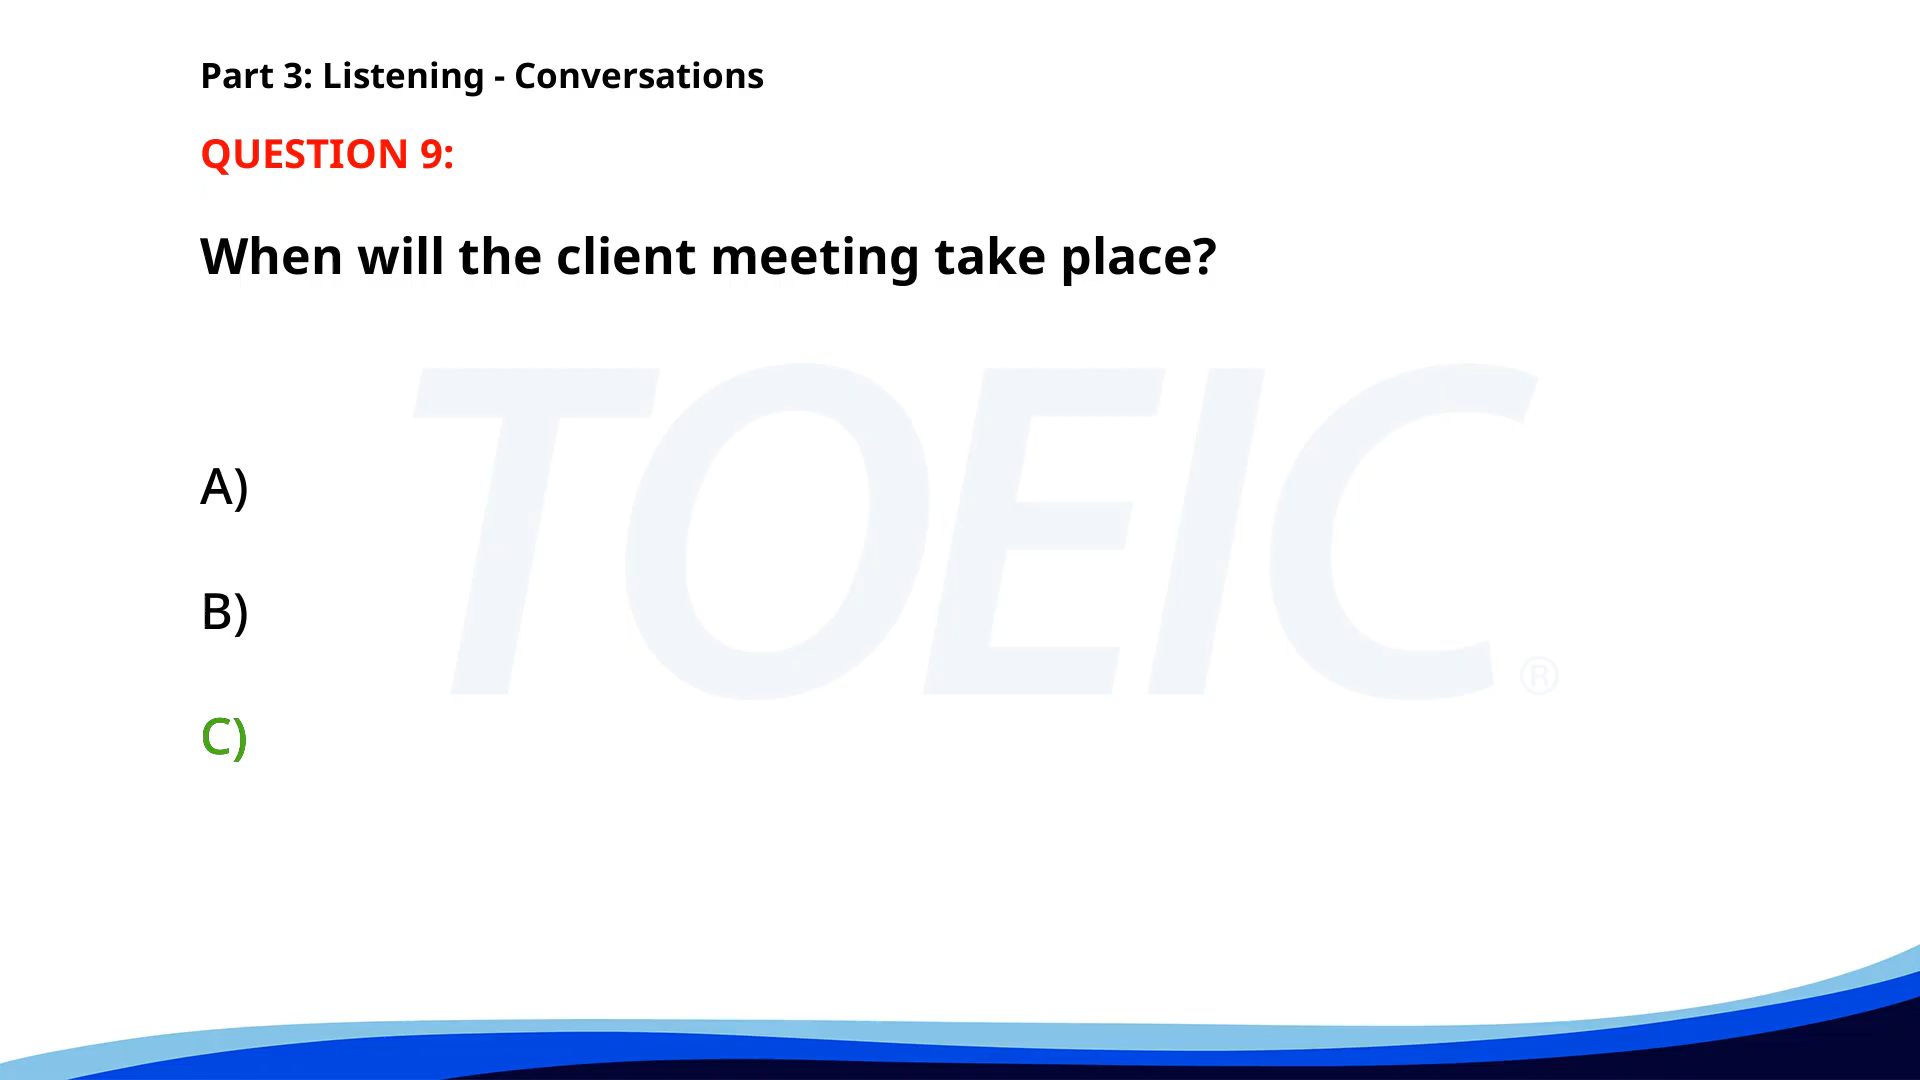 Part 3: Listening - Conversations
QUESTION 9:
When will the client meeting take place?
TOEIC®
A)
B)
C)